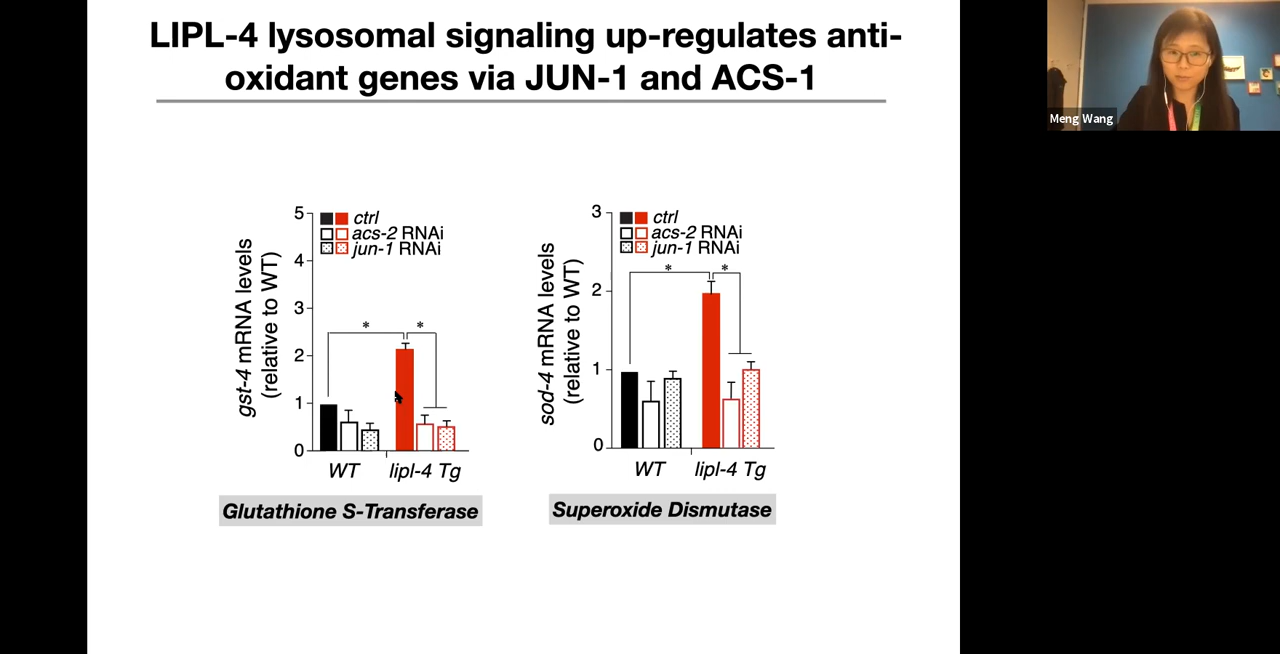 LIPL-4 lysosomal signaling up-regulates anti-
oxidant genes via JUN-1 and ACS-1
Meng Wang
gst-4 mRNA levels
(relative to WT)
5
4
3
2
1
0
ctrl
acs-2 RNAi
jun-1 RNAi
*
*
WT
lipl-4 Tg
Glutathione S-Transferase
sod-4 mRNA levels
(relative to WT)
3
2
1
0
ctrl
acs-2 RNAi
jun-1 RNAi
*
*
WT
lipl-4 Tg
Superoxide Dismutase